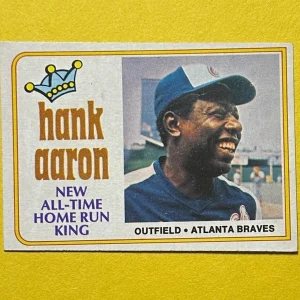 hank
aaron
NEW
ALL-TIME
HOME RUN
KING
OUTFIELD • ATLANTA BRAVES